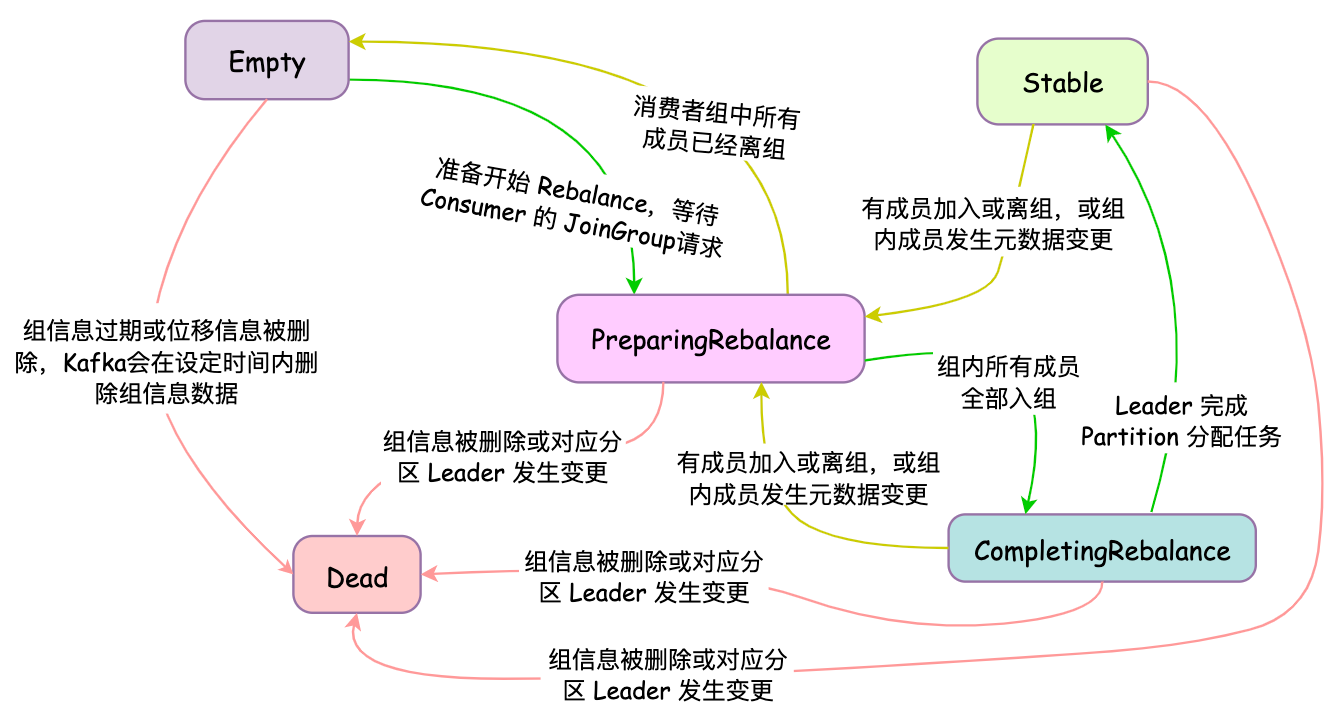 Empty
Stable
消费者组中所有
成员已经离组
准备开始 Rebalance，等待
Consumer 的 JoinGroup请求
有成员加入或离组，或组
内成员发生元数据变更
组信息过期或位移信息被删
除，Kafka会在设定时间内删
除组信息数据
PreparingRebalance
组内所有成员
全部入组
Leader 完成
Partition 分配任务
组信息被删除或对应分
区 Leader 发生变更
有成员加入或离组，或组
内成员发生元数据变更
CompletingRebalance
Dead
组信息被删除或对应分
区 Leader 发生变更
组信息被删除或对应分
区 Leader 发生变更